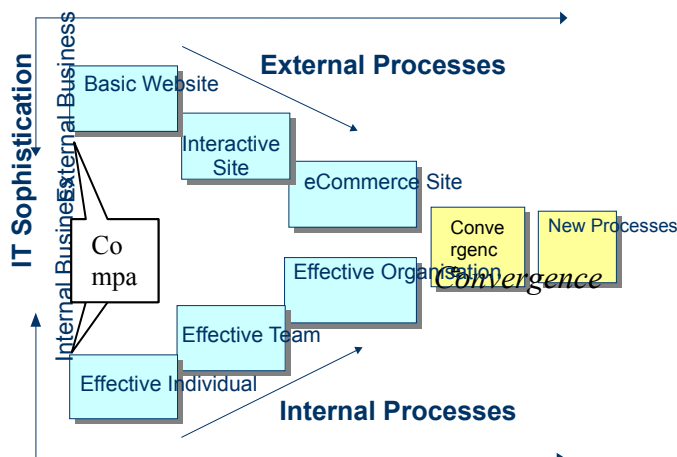 External Processes
IT Sophistication
External Business
Internal Business
Basic Website
Interactive
Site
eCommerce Site
Co
mpa
Conve
rgenc
e
Convergence
New Processes
Effective Organisation
Effective Team
Effective Individual
Internal Processes